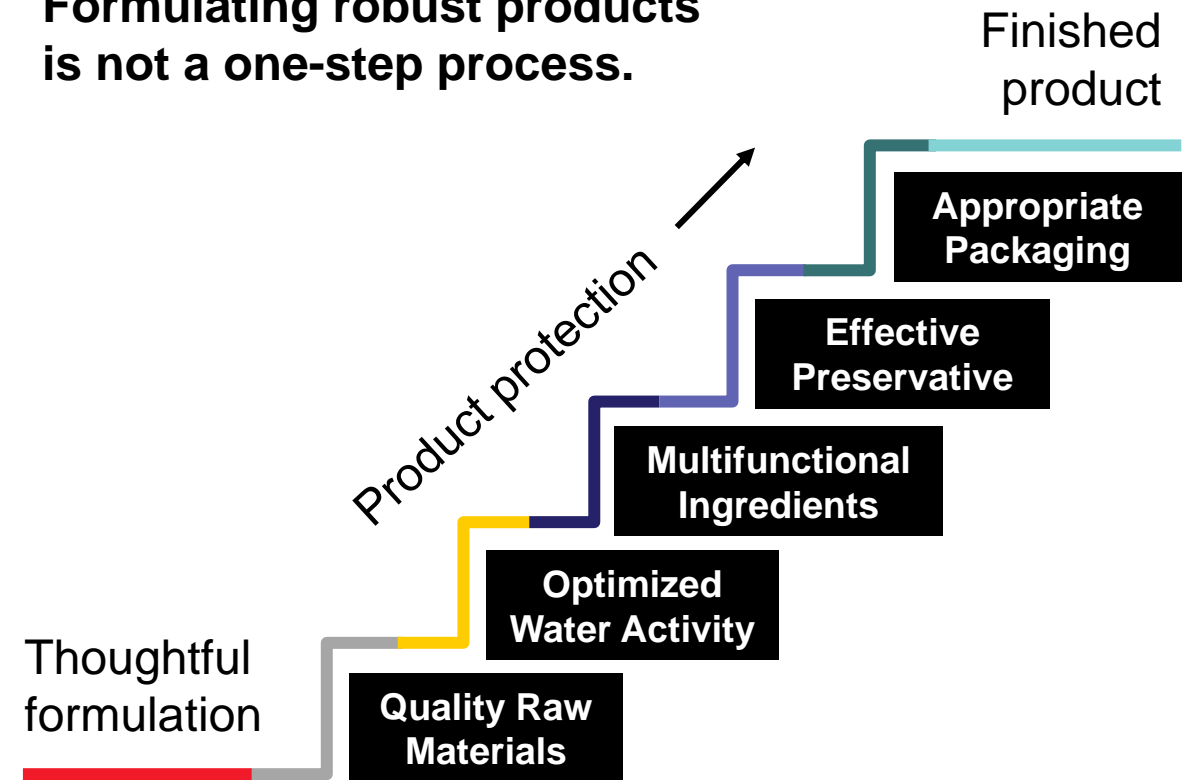 Formulating robust products
is not a one-step process.
Finished
product
Appropriate
Packaging
Effective
Preservative
Product protection
Multifunctional
Ingredients
Optimized
Water Activity
Thoughtful
formulation
Quality Raw
Materials